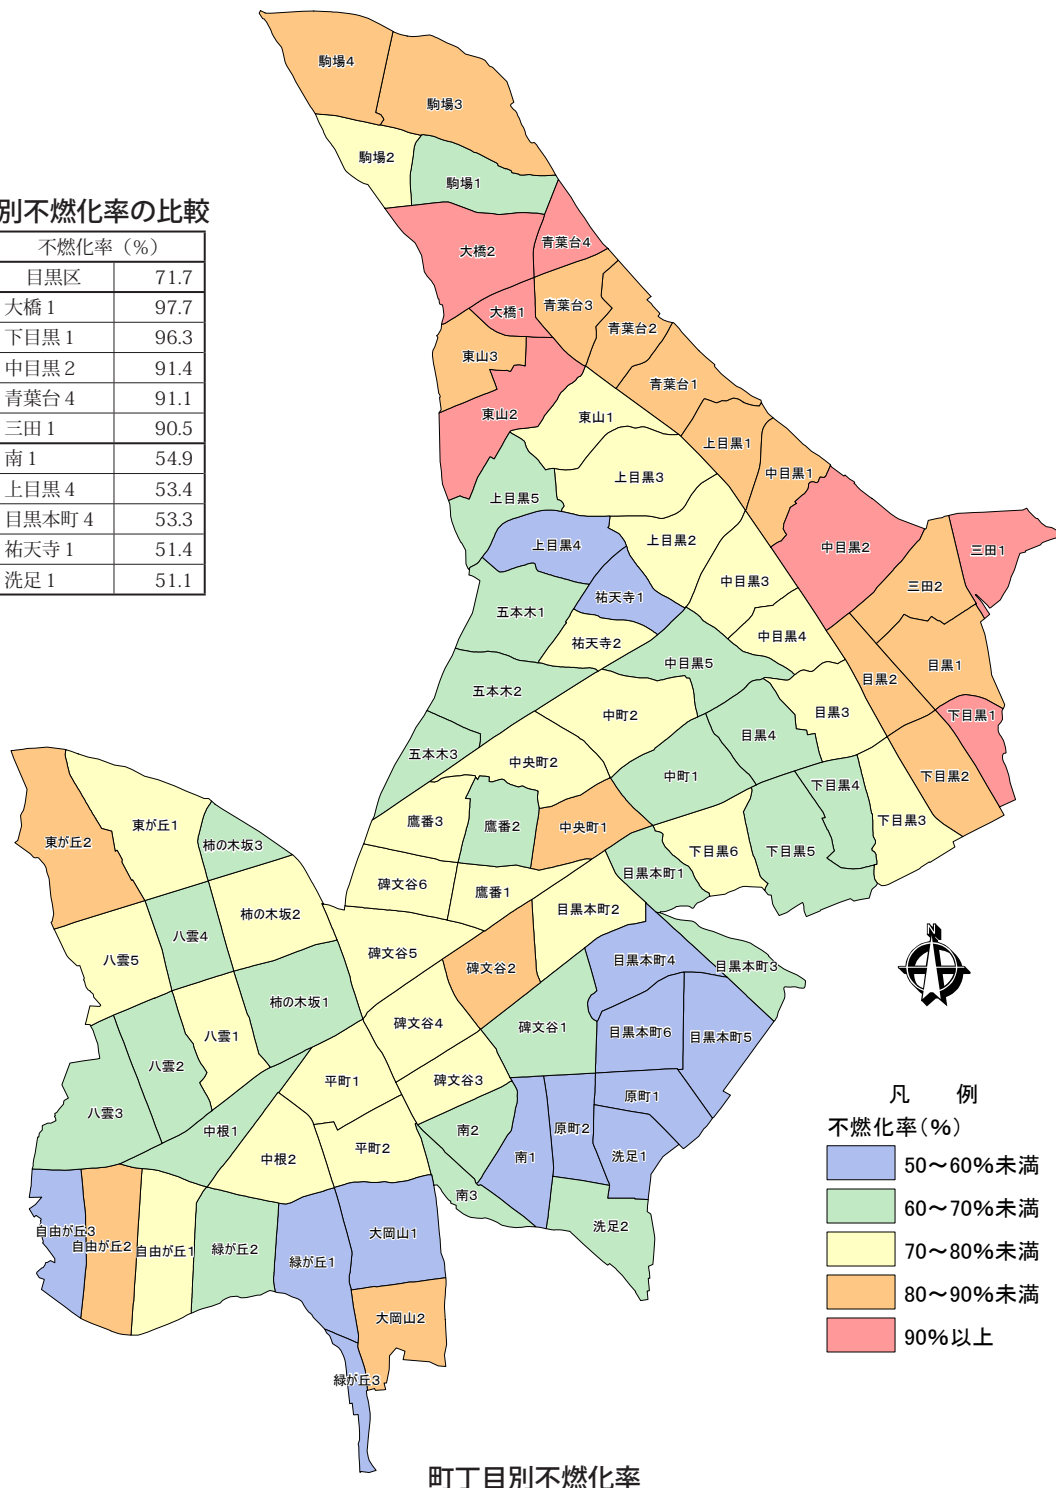 駒場4
駒場3
駒場2
駒場1
別不燃化率の比較
不燃化率（%）
目黒区 71.7
大橋1 97.7
下目黒1 96.3
中目黒2 91.4
青葉台4 91.1
三田1 90.5
南1 54.9
上目黒4 53.4
目黒本町4 53.3
祐天寺1 51.4
洗足1 51.1
青葉台4
大橋2
青葉台3
大橋1
青葉台2
東山3
青葉台1
東山2
東山1
上目黒1
中目黒1
上目黒3
上目黒5
上目黒4
上目黒2
中目黒2
三田1
中目黒3
三田2
祐天寺1
五本木1
祐天寺2
中目黒4
中目黒5
目黒1
目黒2
五本木2
中町2
目黒3
下目黒1
目黒4
五本木3
中央町2
中町1
下目黒2
下目黒4
鷹番3
鷹番2
中央町1
下目黒3
東が丘1
東が丘2
柿の木坂3
下目黒6
下目黒5
目黒本町1
碑文谷6
鷹番1
目黒本町2
柿の木坂2
八雲4
八雲5
碑文谷5
碑文谷2
目黒本町4
目黒本町3
N
柿の木坂1
碑文谷4
碑文谷1
目黒本町6
目黒本町5
八雲1
八雲2
平町1
碑文谷3
原町1
八雲3
中根1
南2
原町2
平町2
中根2
南1
洗足1
南3
洗足2
自由が丘3
自由が丘2
自由が丘1
緑が丘2
緑が丘1
大岡山1
大岡山2
緑が丘3
凡　例
不燃化率(%)
50～60%未満
60～70%未満
70～80%未満
80～90%未満
90%以上
町丁目別不燃化率